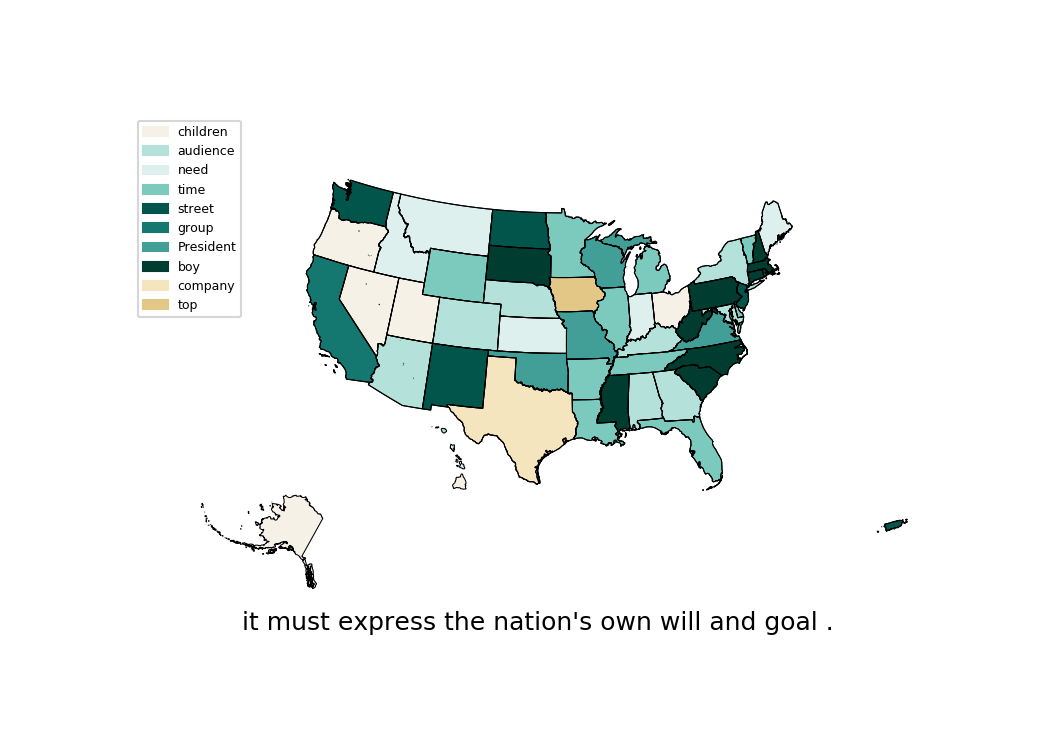 children
audience
need
time
street
group
President
boy
company
top
it must express the nation's own will and goal .